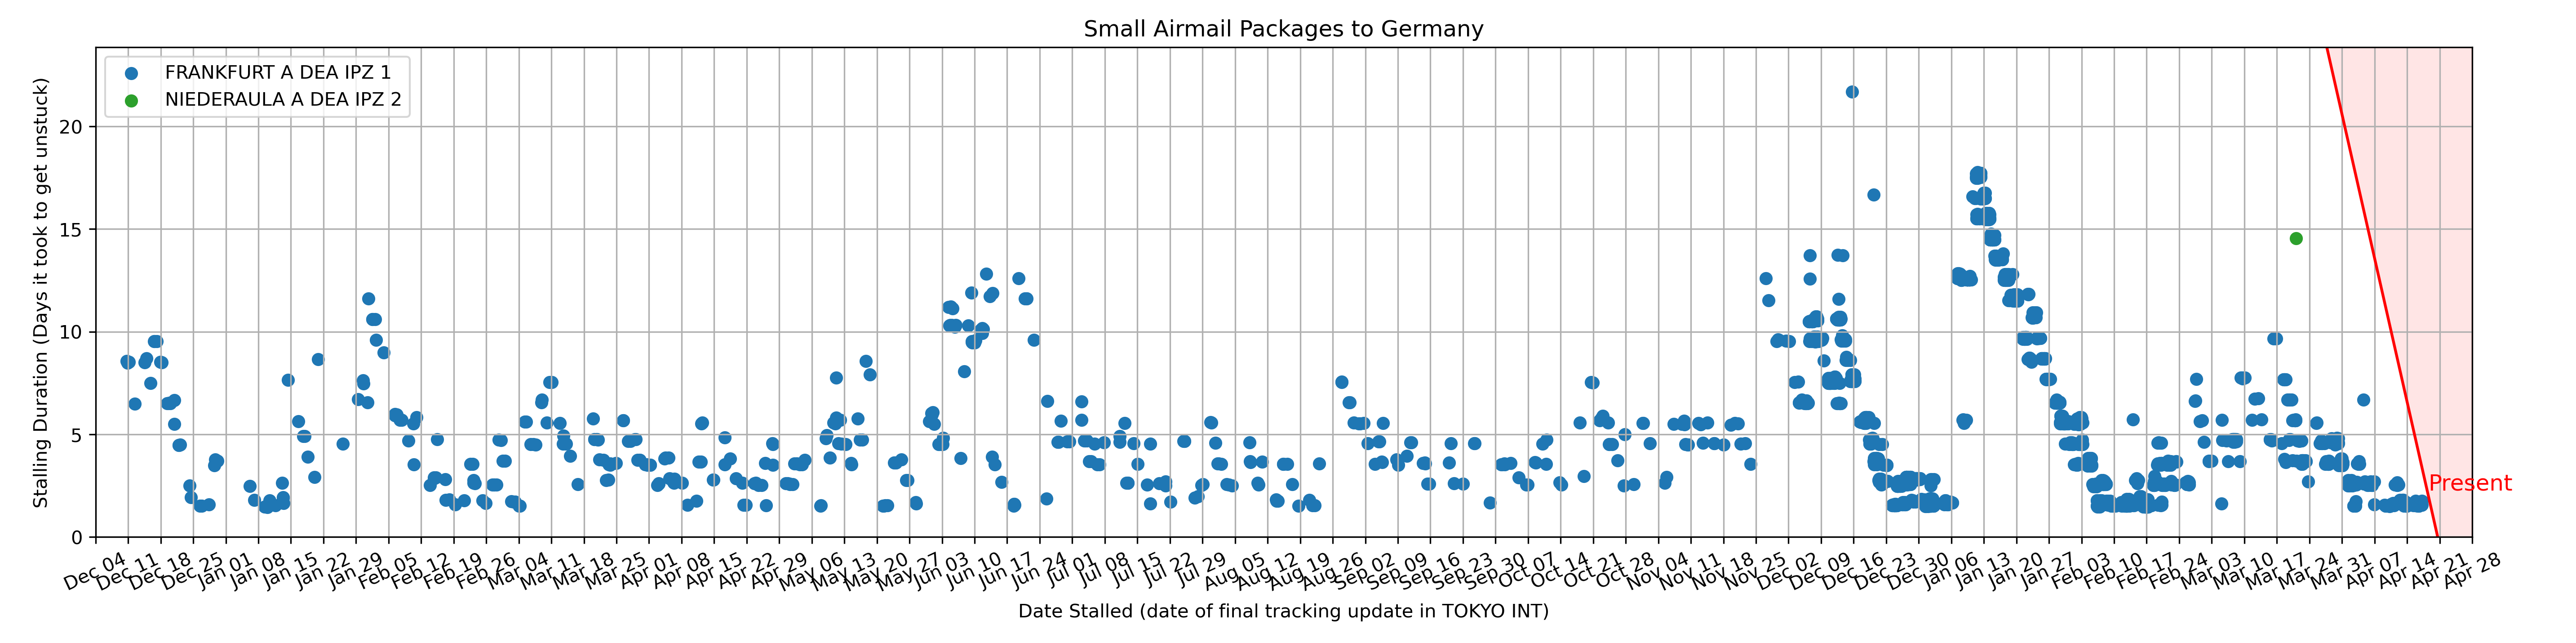 Small Airmail Packages to Germany
FRANKFURT A DEA IPZ 1
NIEDERAULA A DEA IPZ 2
Stalling Duration (Days it took to get unstuck)
20
15
10
5
0
Present
Dec 04 Dec 11 Dec 18 Dec 25 Jan 01 Jan 08 Jan 15 Jan 22 Jan 29 Feb 05 Feb 12 Feb 19 Feb 26 Mar 04 Mar 11 Mar 18 Mar 25 Apr 01 Apr 08 Apr 15 Apr 22 Apr 29 May 06 May 13 May 20 May 27 Jun 03 Jun 10 Jun 17 Jun 24 Jul 01 Jul 08 Jul 15 Jul 22 Jul 29 Aug 05 Aug 12 Aug 19 Aug 26 Sep 02 Sep 09 Sep 16 Sep 23 Sep 30 Oct 07 Oct 14 Oct 21 Oct 28 Nov 04 Nov 11 Nov 18 Nov 25 Dec 02 Dec 09 Dec 16 Dec 23 Dec 30 Jan 06 Jan 13 Jan 20 Jan 27 Feb 03 Feb 10 Feb 17 Feb 24 Mar 03 Mar 10 Mar 17 Mar 24 Mar 31 Apr 07 Apr 14 Apr 21 Apr 28
Date Stalled (date of final tracking update in TOKYO INT)